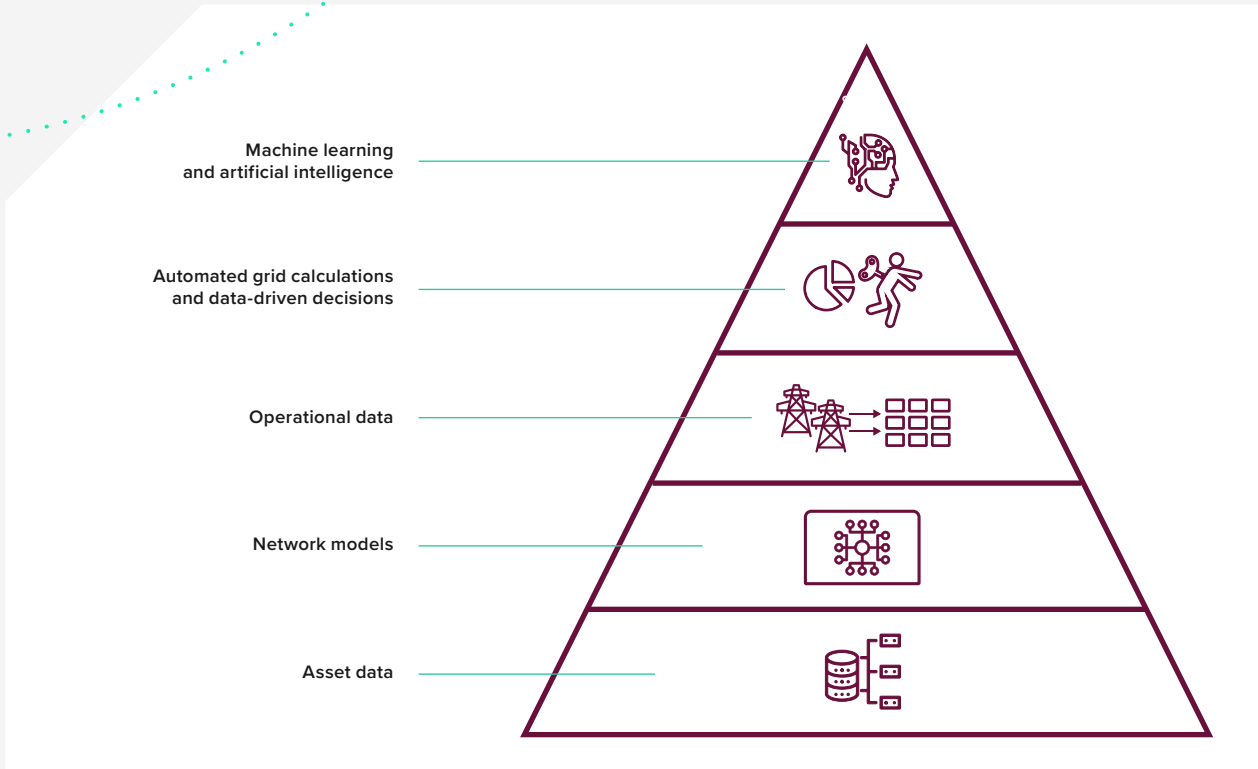 Machine learning
and artificial intelligence
Automated grid calculations
and data-driven decisions
Operational data
Network models
Asset data